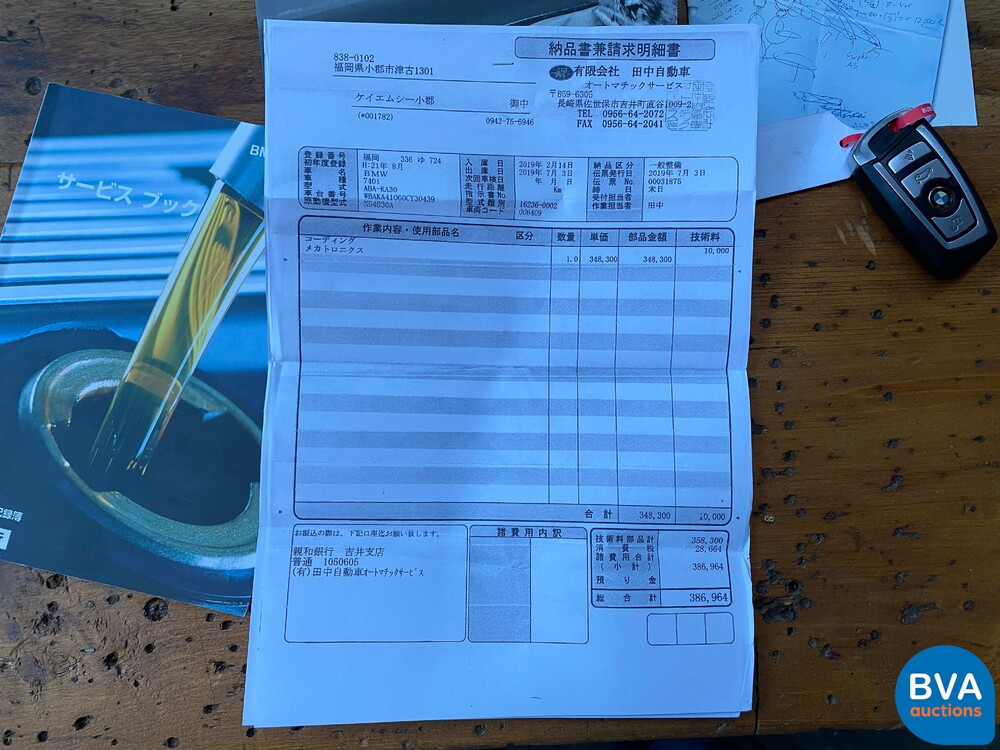 納品書兼請求明細書
838-0102
福岡県小郡市津古1301
ケイエムシー小郡 御中
(*001782) 0942-75-6946
有限会社 田中自動車
オートマチックサービス
〒859-6305
長崎県佐世保市吉井町直谷1009-2
TEL 0956-64-2072
FAX 0956-64-2041
登録番号 福岡 336 ゆ 724 入庫日 2019年 2月14日 納品区分 一般整備
初年度登録 H:21年 8月 出庫日 2019年 7月 3日 伝票発行日 2019年 7月 3日
車名 BMW 次回車検日 年 月 日 伝票No. 00031875
車種 7401 走行距離 Km 締日 末日
型式 ABA-KA30 指示書No. 受付担当者
車台番号 WBAKA41060CY30439 型式類別 16236-0002 作業担当者 田中
原動機型式 N54B30A 車両コード 006409
作業内容・使用部品名 区分 数量 単価 部品金額 技術料
コーディング 10,000
メカトロニクス 1.0 348,300 348,300
合計 348,300 10,000
お振込の際は、下記口座迄お願い致します。
親和銀行 吉井支店
普通 1050605
(有)田中自動車オートマチックサービス
諸費用内訳
技術料部品計 358,300
消費税 28,664
諸費用合計
(小計) 386,964
預り金
総合計 386,964
サービス ブック
記録簿
BVA
auctions